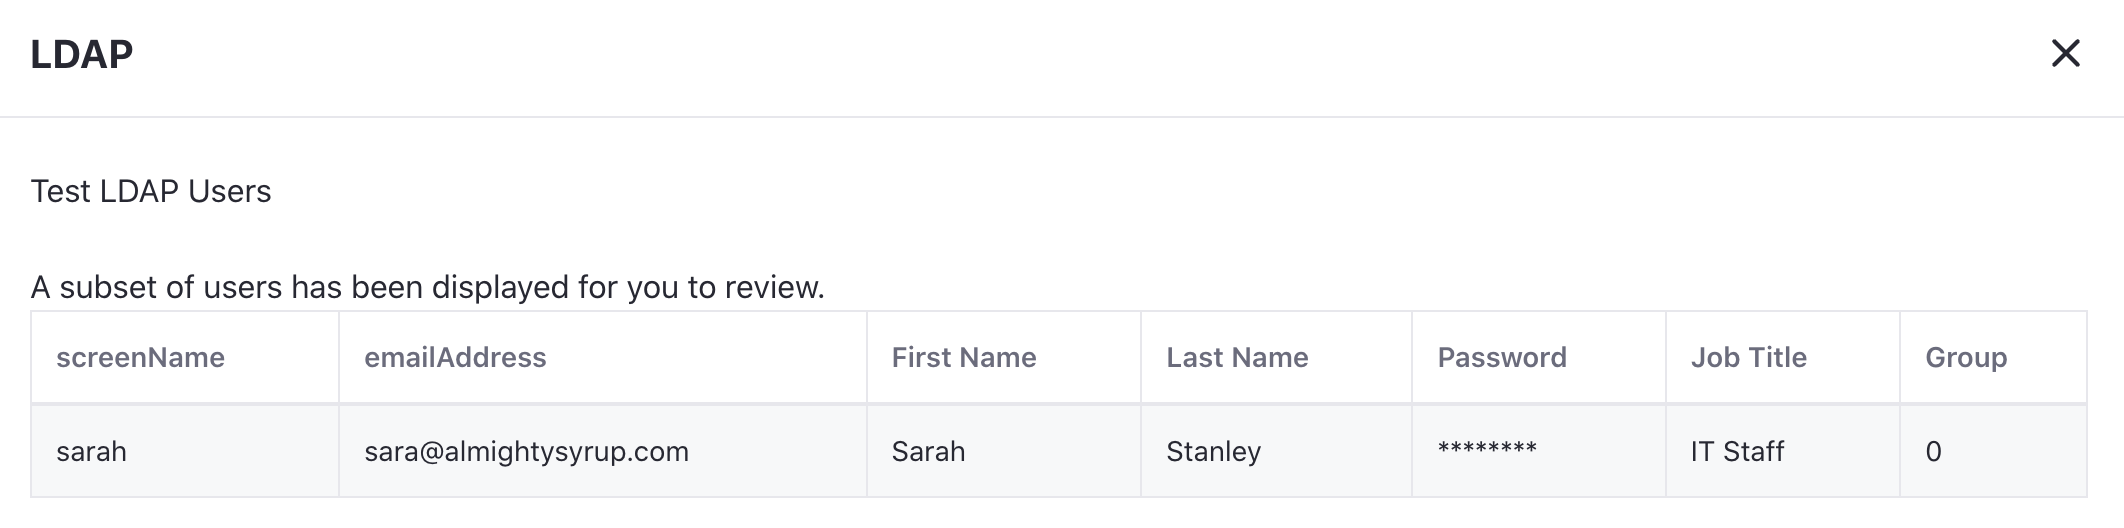 LDAP
Test LDAP Users
A subset of users has been displayed for you to review.
screenName emailAddress First Name Last Name Password Job Title Group
sarah sara@almightysyrup.com Sarah Stanley ******** IT Staff 0